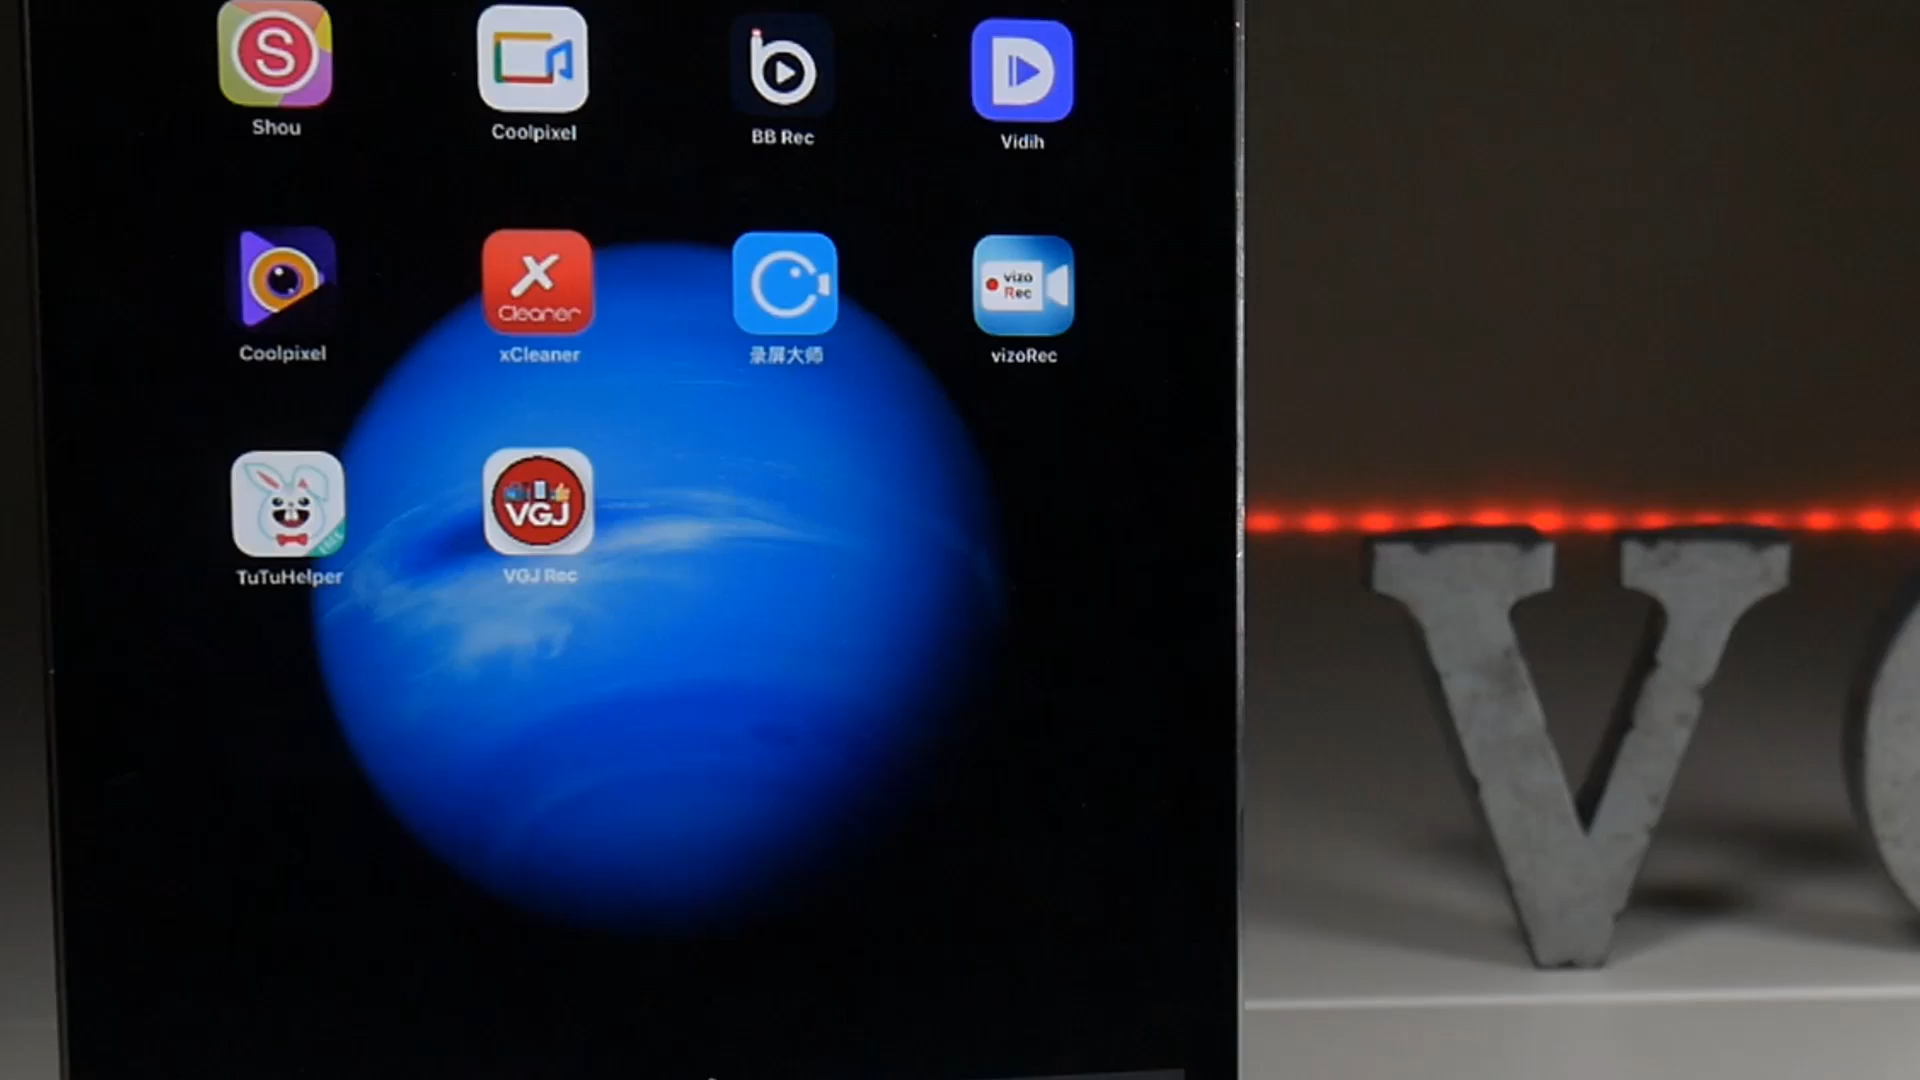 S
Shou
Coolpixel
BB Rec
Vidih
Coolpixel
X
Cleaner
xCleaner
录屏大师
vizo
Rec
vizoRec
TuTuHelper
VGJ
VGJ Rec
V